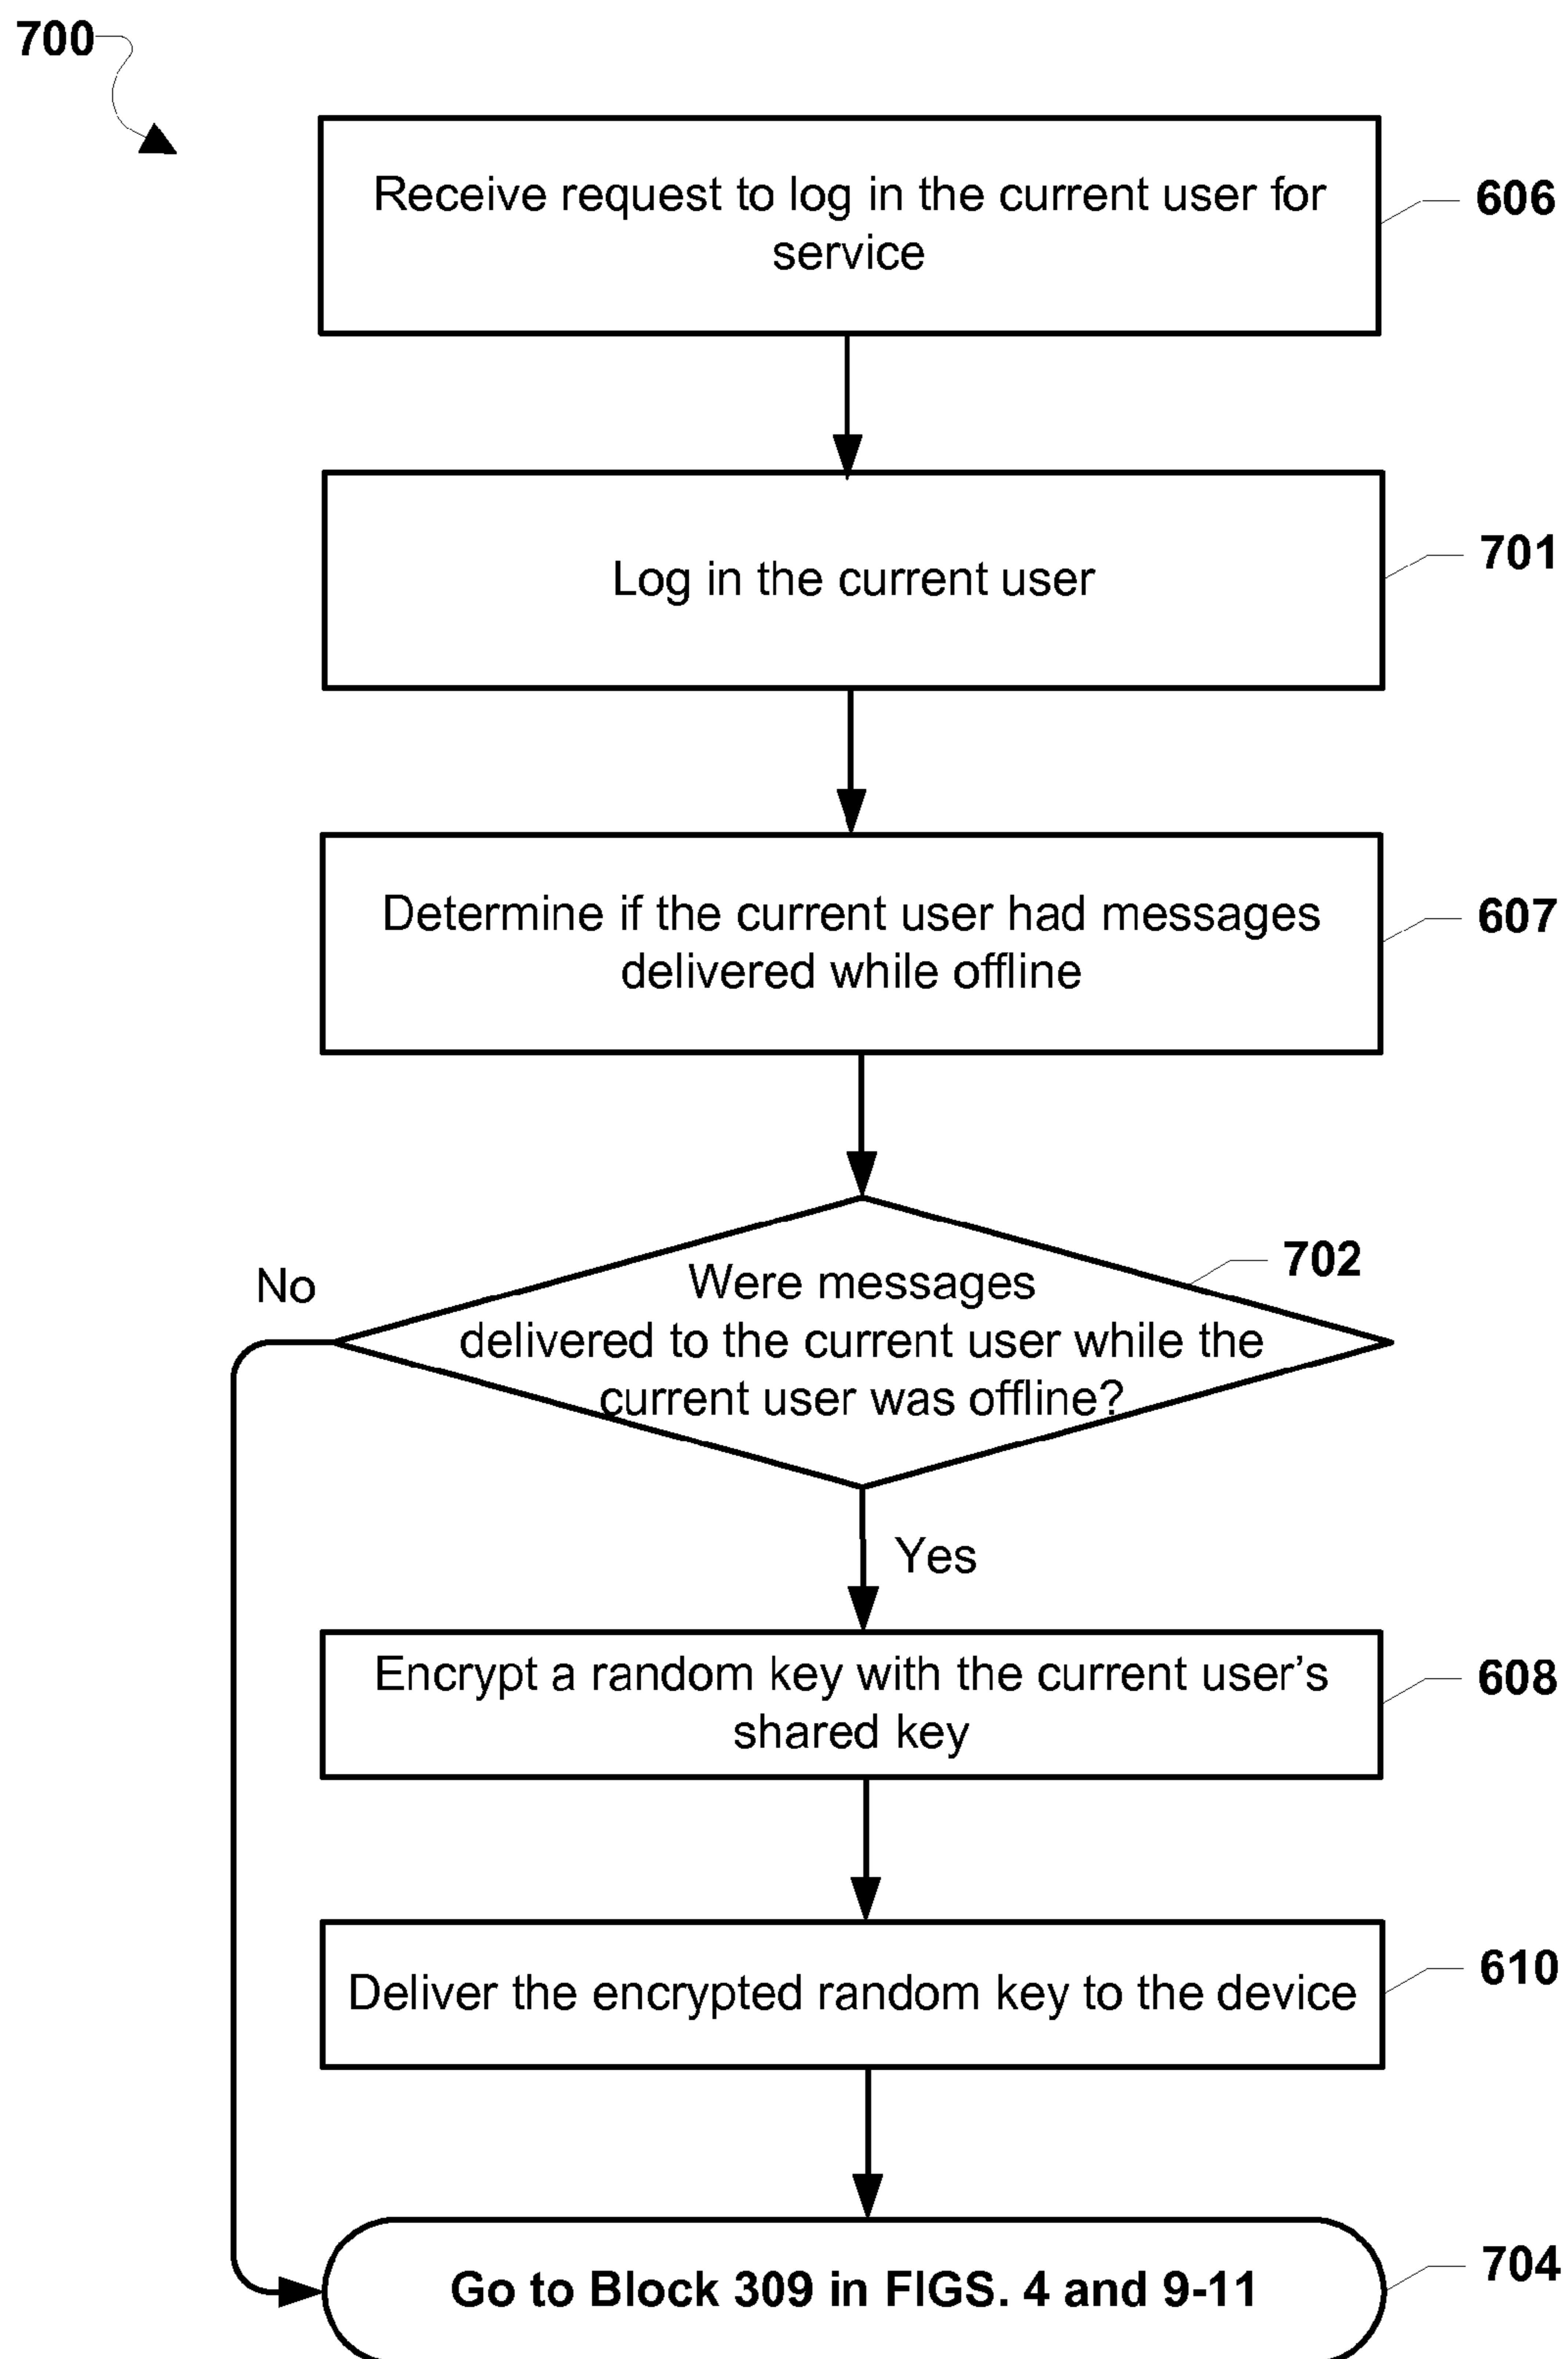 700
Receive request to log in the current user for
service
606
Log in the current user
701
Determine if the current user had messages
delivered while offline
607
702
No
Were messages
delivered to the current user while the
current user was offline?
Yes
Encrypt a random key with the current user’s
shared key
608
Deliver the encrypted random key to the device
610
Go to Block 309 in FIGS. 4 and 9-11
704